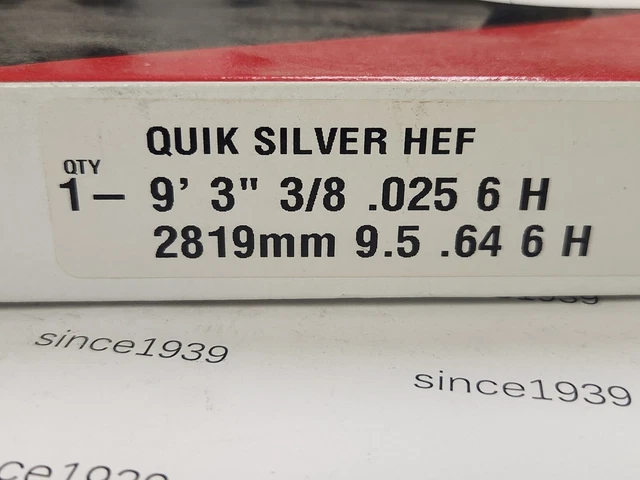 QUIK SILVER HEF
QTY
1– 9' 3" 3/8 .025 6 H
2819mm 9.5 .64 6 H
since1939
since1939